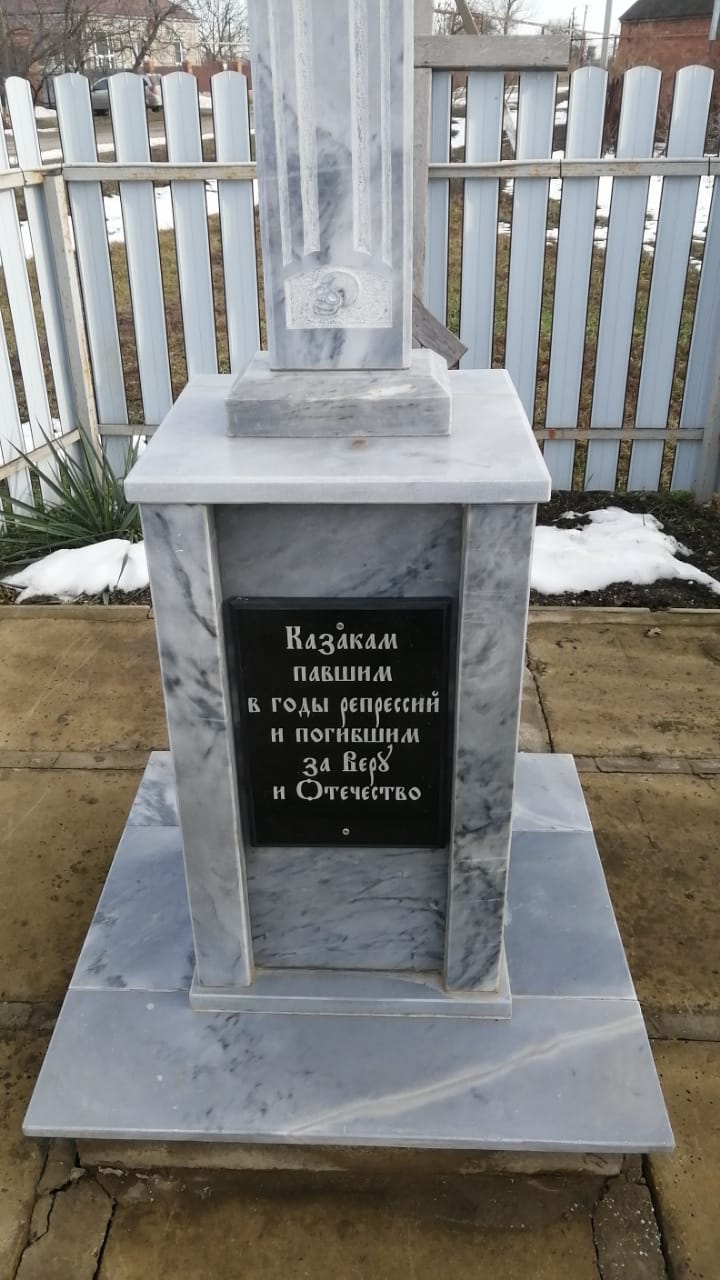 Казакам
павшим
в годы репрессий
и погибшим
за Веру
и Отечество